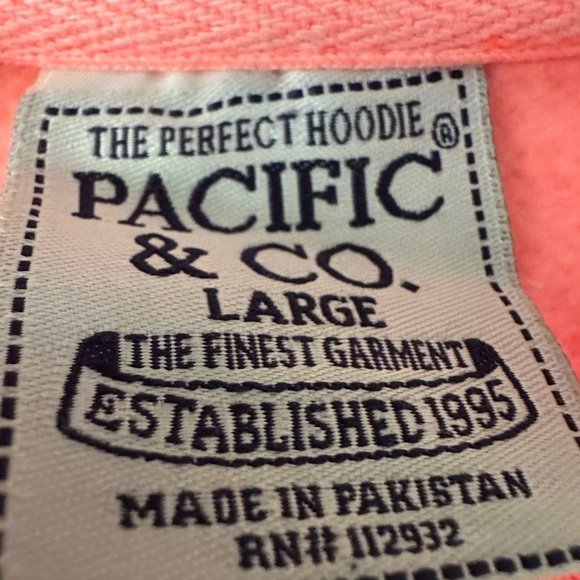 THE PERFECT HOODIE®
PACIFIC
& CO.
LARGE
THE FINEST GARMENT
ESTABLISHED 1995
MADE IN PAKISTAN
RN# 112932